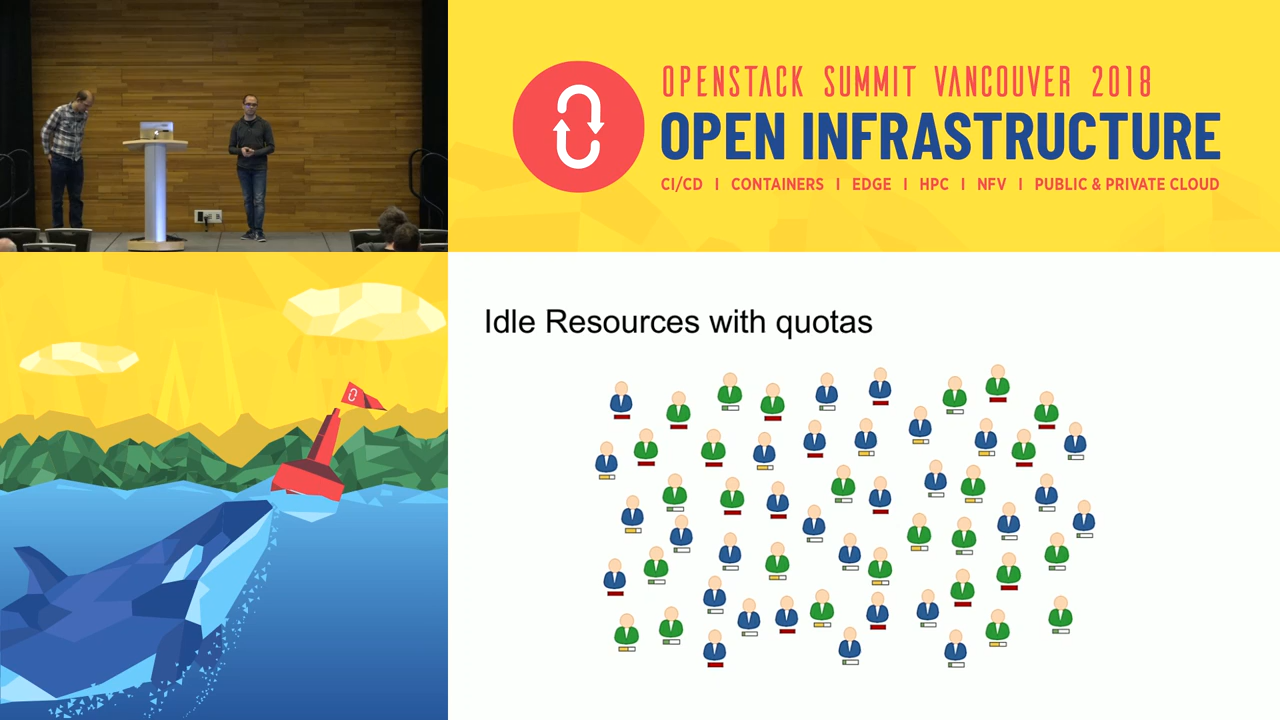 OPENSTACK SUMMIT VANCOUVER 2018
OPEN INFRASTRUCTURE
CI/CD | CONTAINERS | EDGE | HPC | NFV | PUBLIC & PRIVATE CLOUD
Idle Resources with quotas